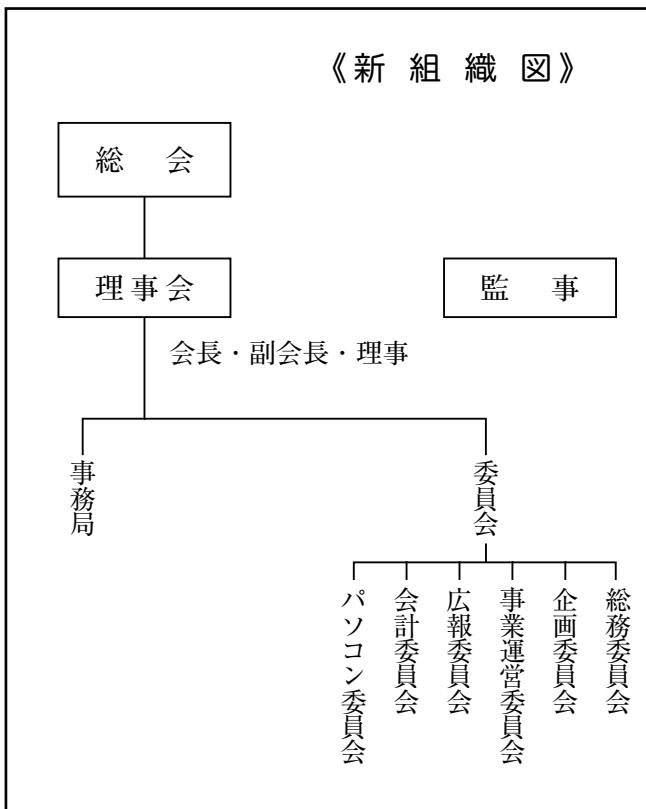 《新 組 織 図》
総 会
理事会
監 事
会長・副会長・理事
事務局
委員会
総務委員会
企画委員会
事業運営委員会
広報委員会
会計委員会
パソコン委員会